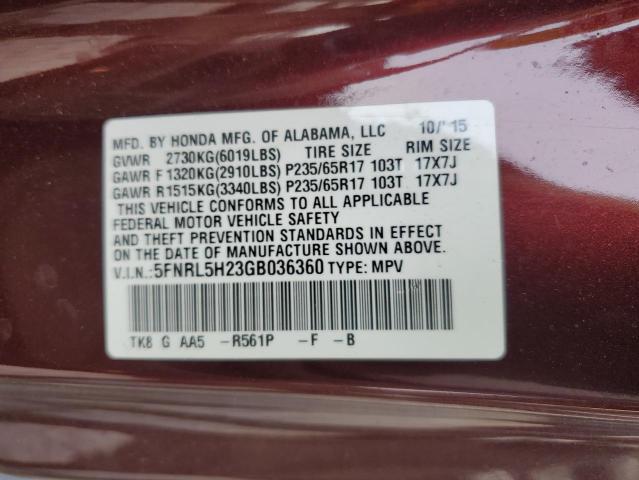 MFD. BY HONDA MFG. OF ALABAMA, LLC 10/'15
GVWR 2730KG(6019LBS) TIRE SIZE RIM SIZE
GAWR F 1320KG(2910LBS) P235/65R17 103T 17X7J
GAWR R1515KG(3340LBS) P235/65R17 103T 17X7J
THIS VEHICLE CONFORMS TO ALL APPLICABLE
FEDERAL MOTOR VEHICLE SAFETY
AND THEFT PREVENTION STANDARDS IN EFFECT
ON THE DATE OF MANUFACTURE SHOWN ABOVE.
V.I.N.:5FNRL5H23GB036360 TYPE: MPV
TK8 G AA5 -R561P -F -B